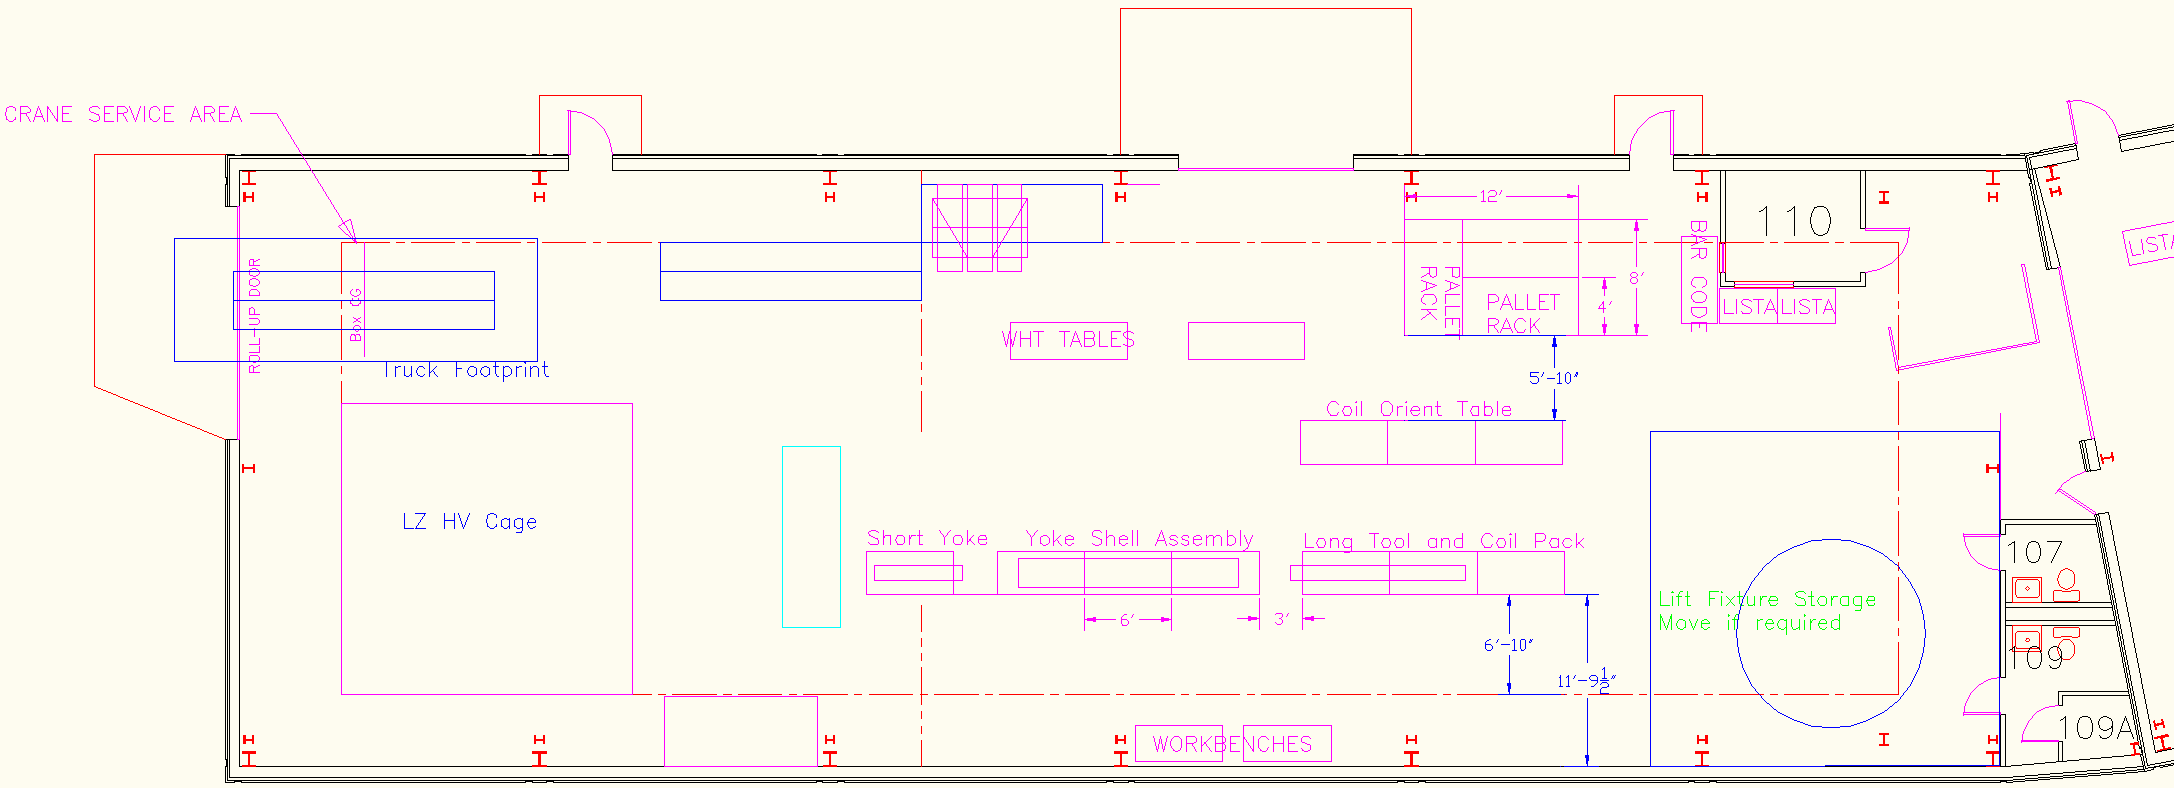 CRANE SERVICE AREA
ROLL-UP DOOR
Box CG
Truck Footprint
LZ HV Cage
WHT TABLES
12'
PALLET
RACK
PALLET
RACK
8'
4'
BAR CODE
110
LISTA
LISTA
LISTA
5'-10"
Coil Orient Table
Short Yoke
Yoke Shell Assembly
Long Tool and Coil Pack
6'
3'
6'-10"
11'-9½"
Lift Fixture Storage
Move if required
107
109
109A
WORKBENCHES